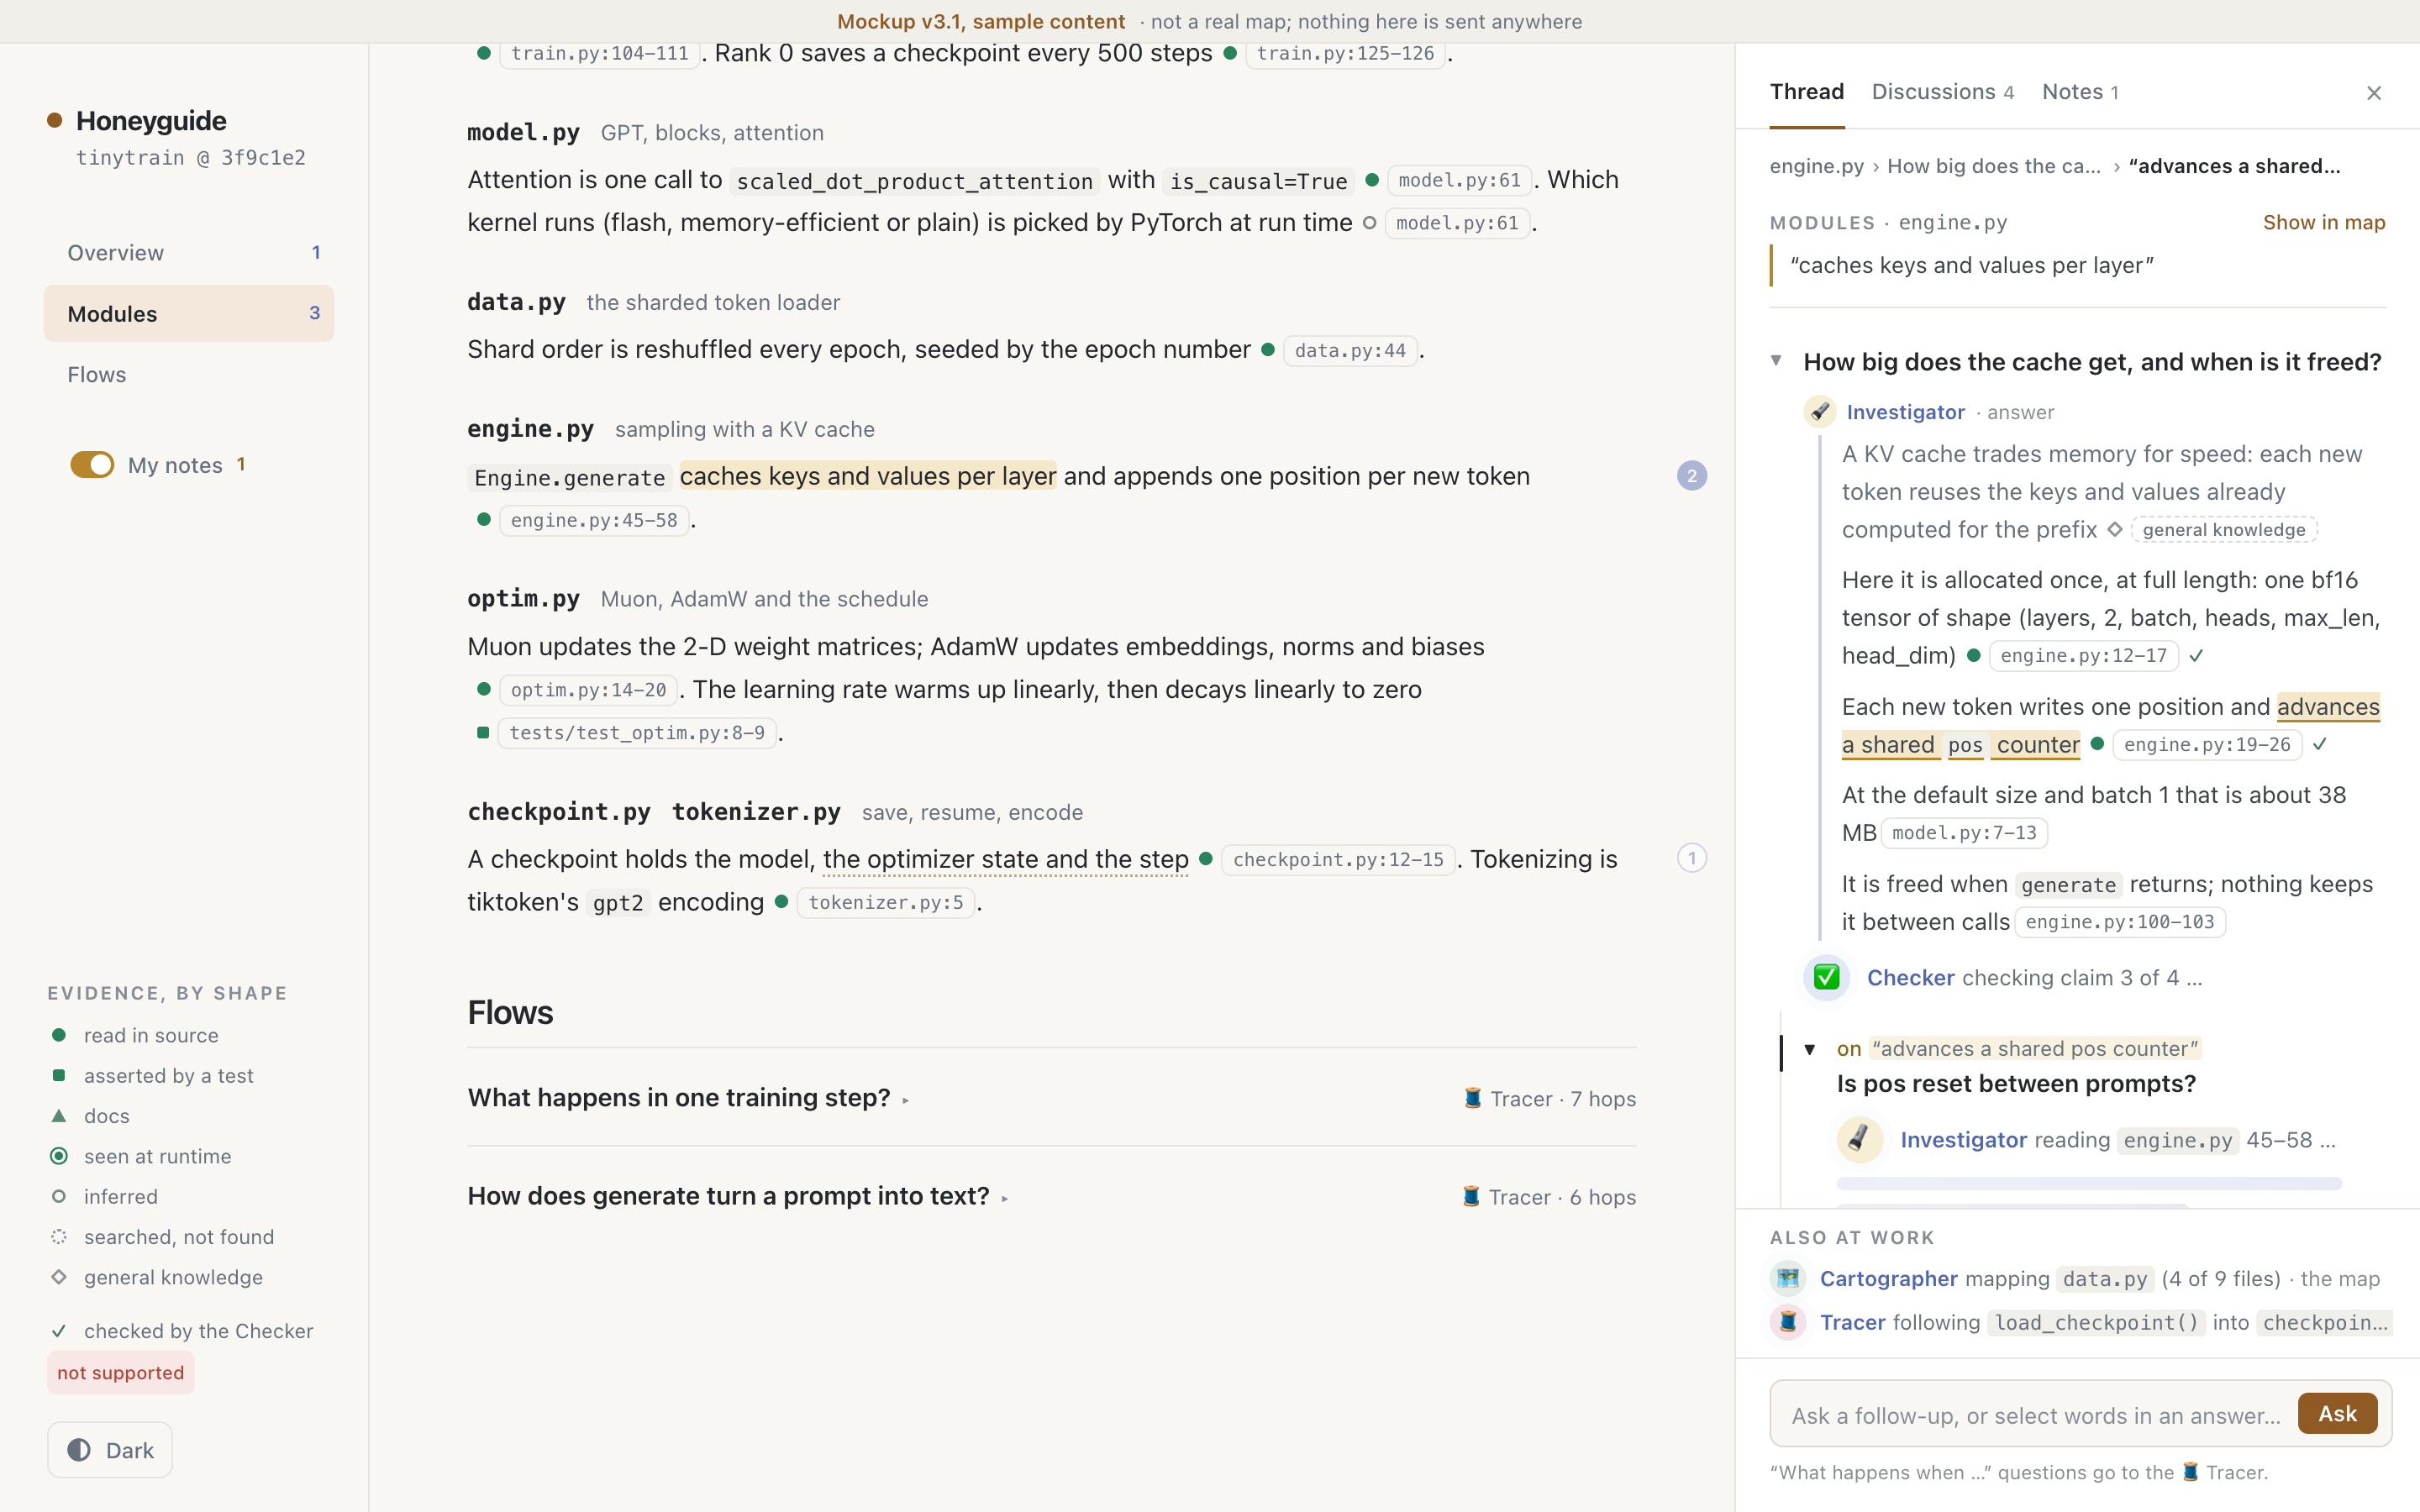 Mockup v3.1, sample content · not a real map; nothing here is sent anywhere
Honeyguide
tinytrain @ 3f9c1e2
Overview 1
Modules 3
Flows
My notes 1
EVIDENCE, BY SHAPE
read in source
asserted by a test
docs
seen at runtime
inferred
searched, not found
general knowledge
checked by the Checker
not supported
Dark
train.py:104–111. Rank 0 saves a checkpoint every 500 steps train.py:125–126.
model.py GPT, blocks, attention
Attention is one call to scaled_dot_product_attention with is_causal=True model.py:61. Which
kernel runs (flash, memory-efficient or plain) is picked by PyTorch at run time model.py:61.
data.py the sharded token loader
Shard order is reshuffled every epoch, seeded by the epoch number data.py:44.
engine.py sampling with a KV cache
Engine.generate caches keys and values per layer and appends one position per new token 2
engine.py:45–58.
optim.py Muon, AdamW and the schedule
Muon updates the 2-D weight matrices; AdamW updates embeddings, norms and biases
optim.py:14–20. The learning rate warms up linearly, then decays linearly to zero
tests/test_optim.py:8–9.
checkpoint.py tokenizer.py save, resume, encode
A checkpoint holds the model, the optimizer state and the step checkpoint.py:12–15. Tokenizing is 1
tiktoken's gpt2 encoding tokenizer.py:5.
Flows
What happens in one training step? Tracer · 7 hops
How does generate turn a prompt into text? Tracer · 6 hops
Thread Discussions 4 Notes 1 ×
engine.py › How big does the ca... › “advances a shared...
MODULES · engine.py Show in map
“caches keys and values per layer”
How big does the cache get, and when is it freed?
Investigator · answer
A KV cache trades memory for speed: each new
token reuses the keys and values already
computed for the prefix general knowledge
Here it is allocated once, at full length: one bf16
tensor of shape (layers, 2, batch, heads, max_len,
head_dim) engine.py:12–17 ✓
Each new token writes one position and advances
a shared pos counter engine.py:19–26 ✓
At the default size and batch 1 that is about 38
MB model.py:7–13
It is freed when generate returns; nothing keeps
it between calls engine.py:100–103
Checker checking claim 3 of 4 ...
on “advances a shared pos counter”
Is pos reset between prompts?
Investigator reading engine.py 45–58 ...
ALSO AT WORK
Cartographer mapping data.py (4 of 9 files) · the map
Tracer following load_checkpoint() into checkpoin...
Ask a follow-up, or select words in an answer... Ask
“What happens when ...” questions go to the Tracer.